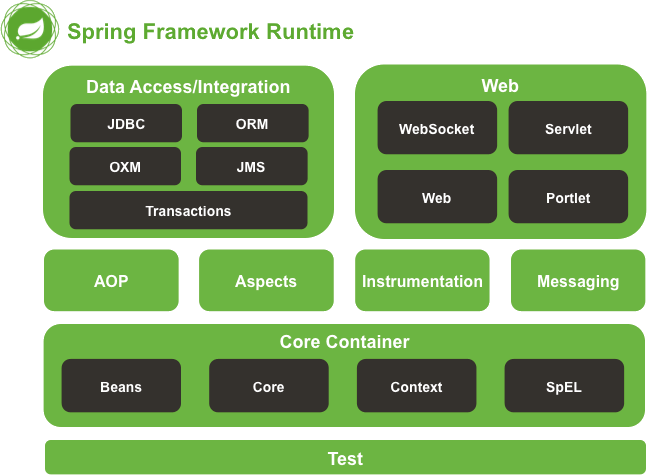 Spring Framework Runtime
Data Access/Integration
JDBC
ORM
OXM
JMS
Transactions
Web
WebSocket
Servlet
Web
Portlet
AOP
Aspects
Instrumentation
Messaging
Core Container
Beans
Core
Context
SpEL
Test